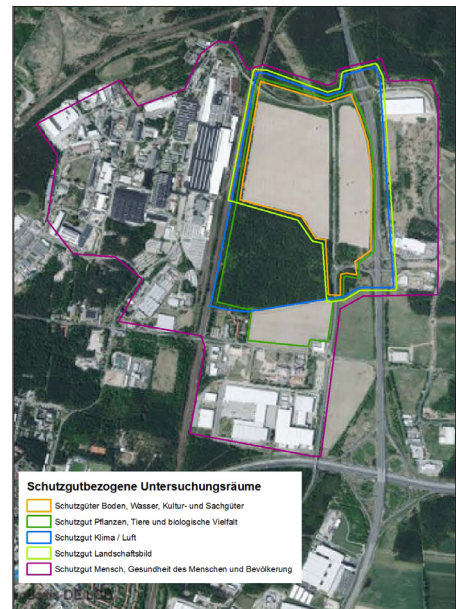 Schutzgutbezogene Untersuchungsräume
Schutzgüter Boden, Wasser, Kultur- und Sachgüter
Schutzgut Pflanzen, Tiere und biologische Vielfalt
Schutzgut Klima / Luft
Schutzgut Landschaftsbild
Schutzgut Mensch, Gesundheit des Menschen und Bevölkerung